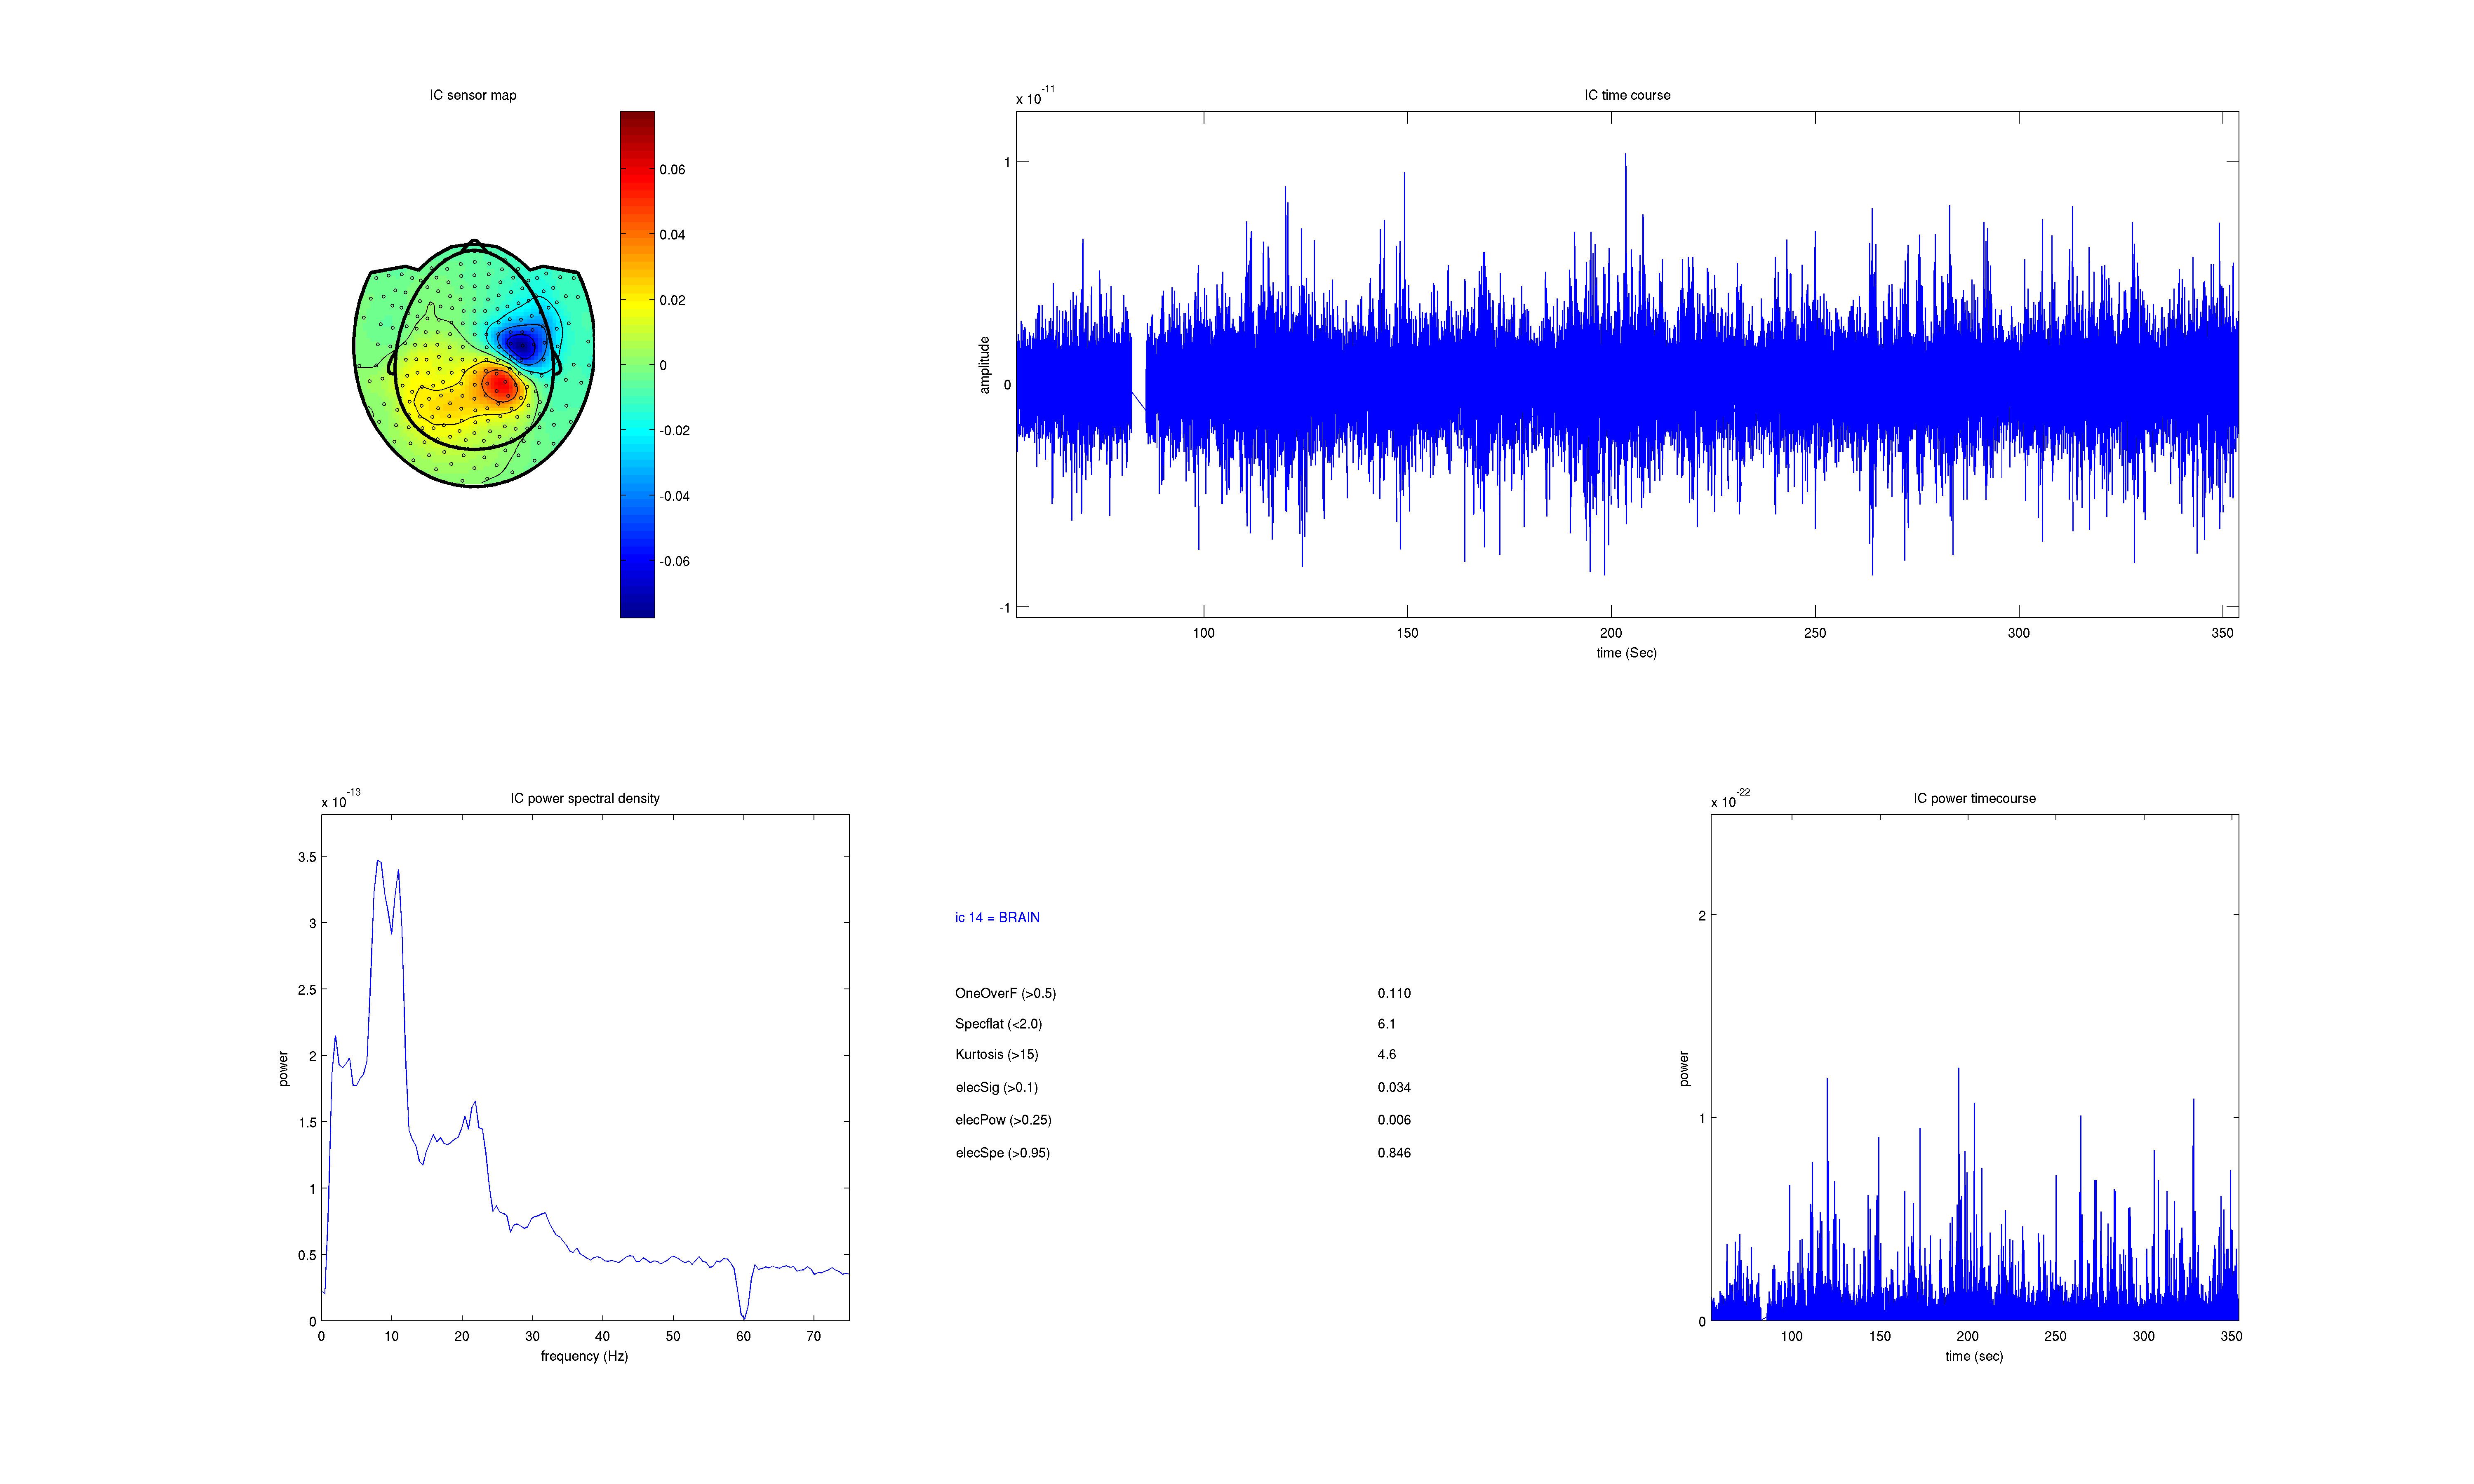 IC sensor map
0.06
0.04
0.02
0
-0.02
-0.04
-0.06
x 10-11
IC time course
1
0
-1
amplitude
100 150 200 250 300 350
time (Sec)
x 10-13
IC power spectral density
3.5
3
2.5
2
1.5
1
0.5
0
power
0 10 20 30 40 50 60 70
frequency (Hz)
ic 14 = BRAIN
OneOverF (>0.5) 0.110
Specflat (<2.0) 6.1
Kurtosis (>15) 4.6
elecSig (>0.1) 0.034
elecPow (>0.25) 0.006
elecSpe (>0.95) 0.846
x 10-22
IC power timecourse
2
1
0
power
100 150 200 250 300 350
time (sec)